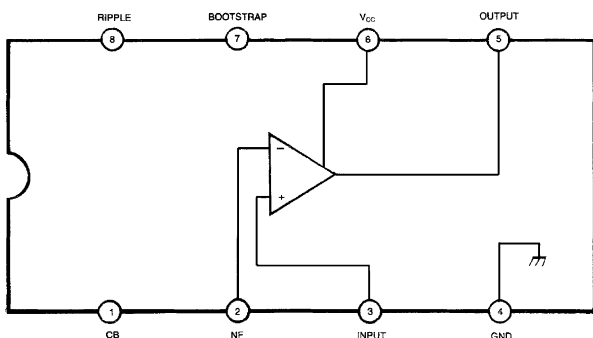 RIPPLE BOOTSTRAP VCC OUTPUT
8 7 6 5
−
+
1 2 3 4
CB NF INPUT GND